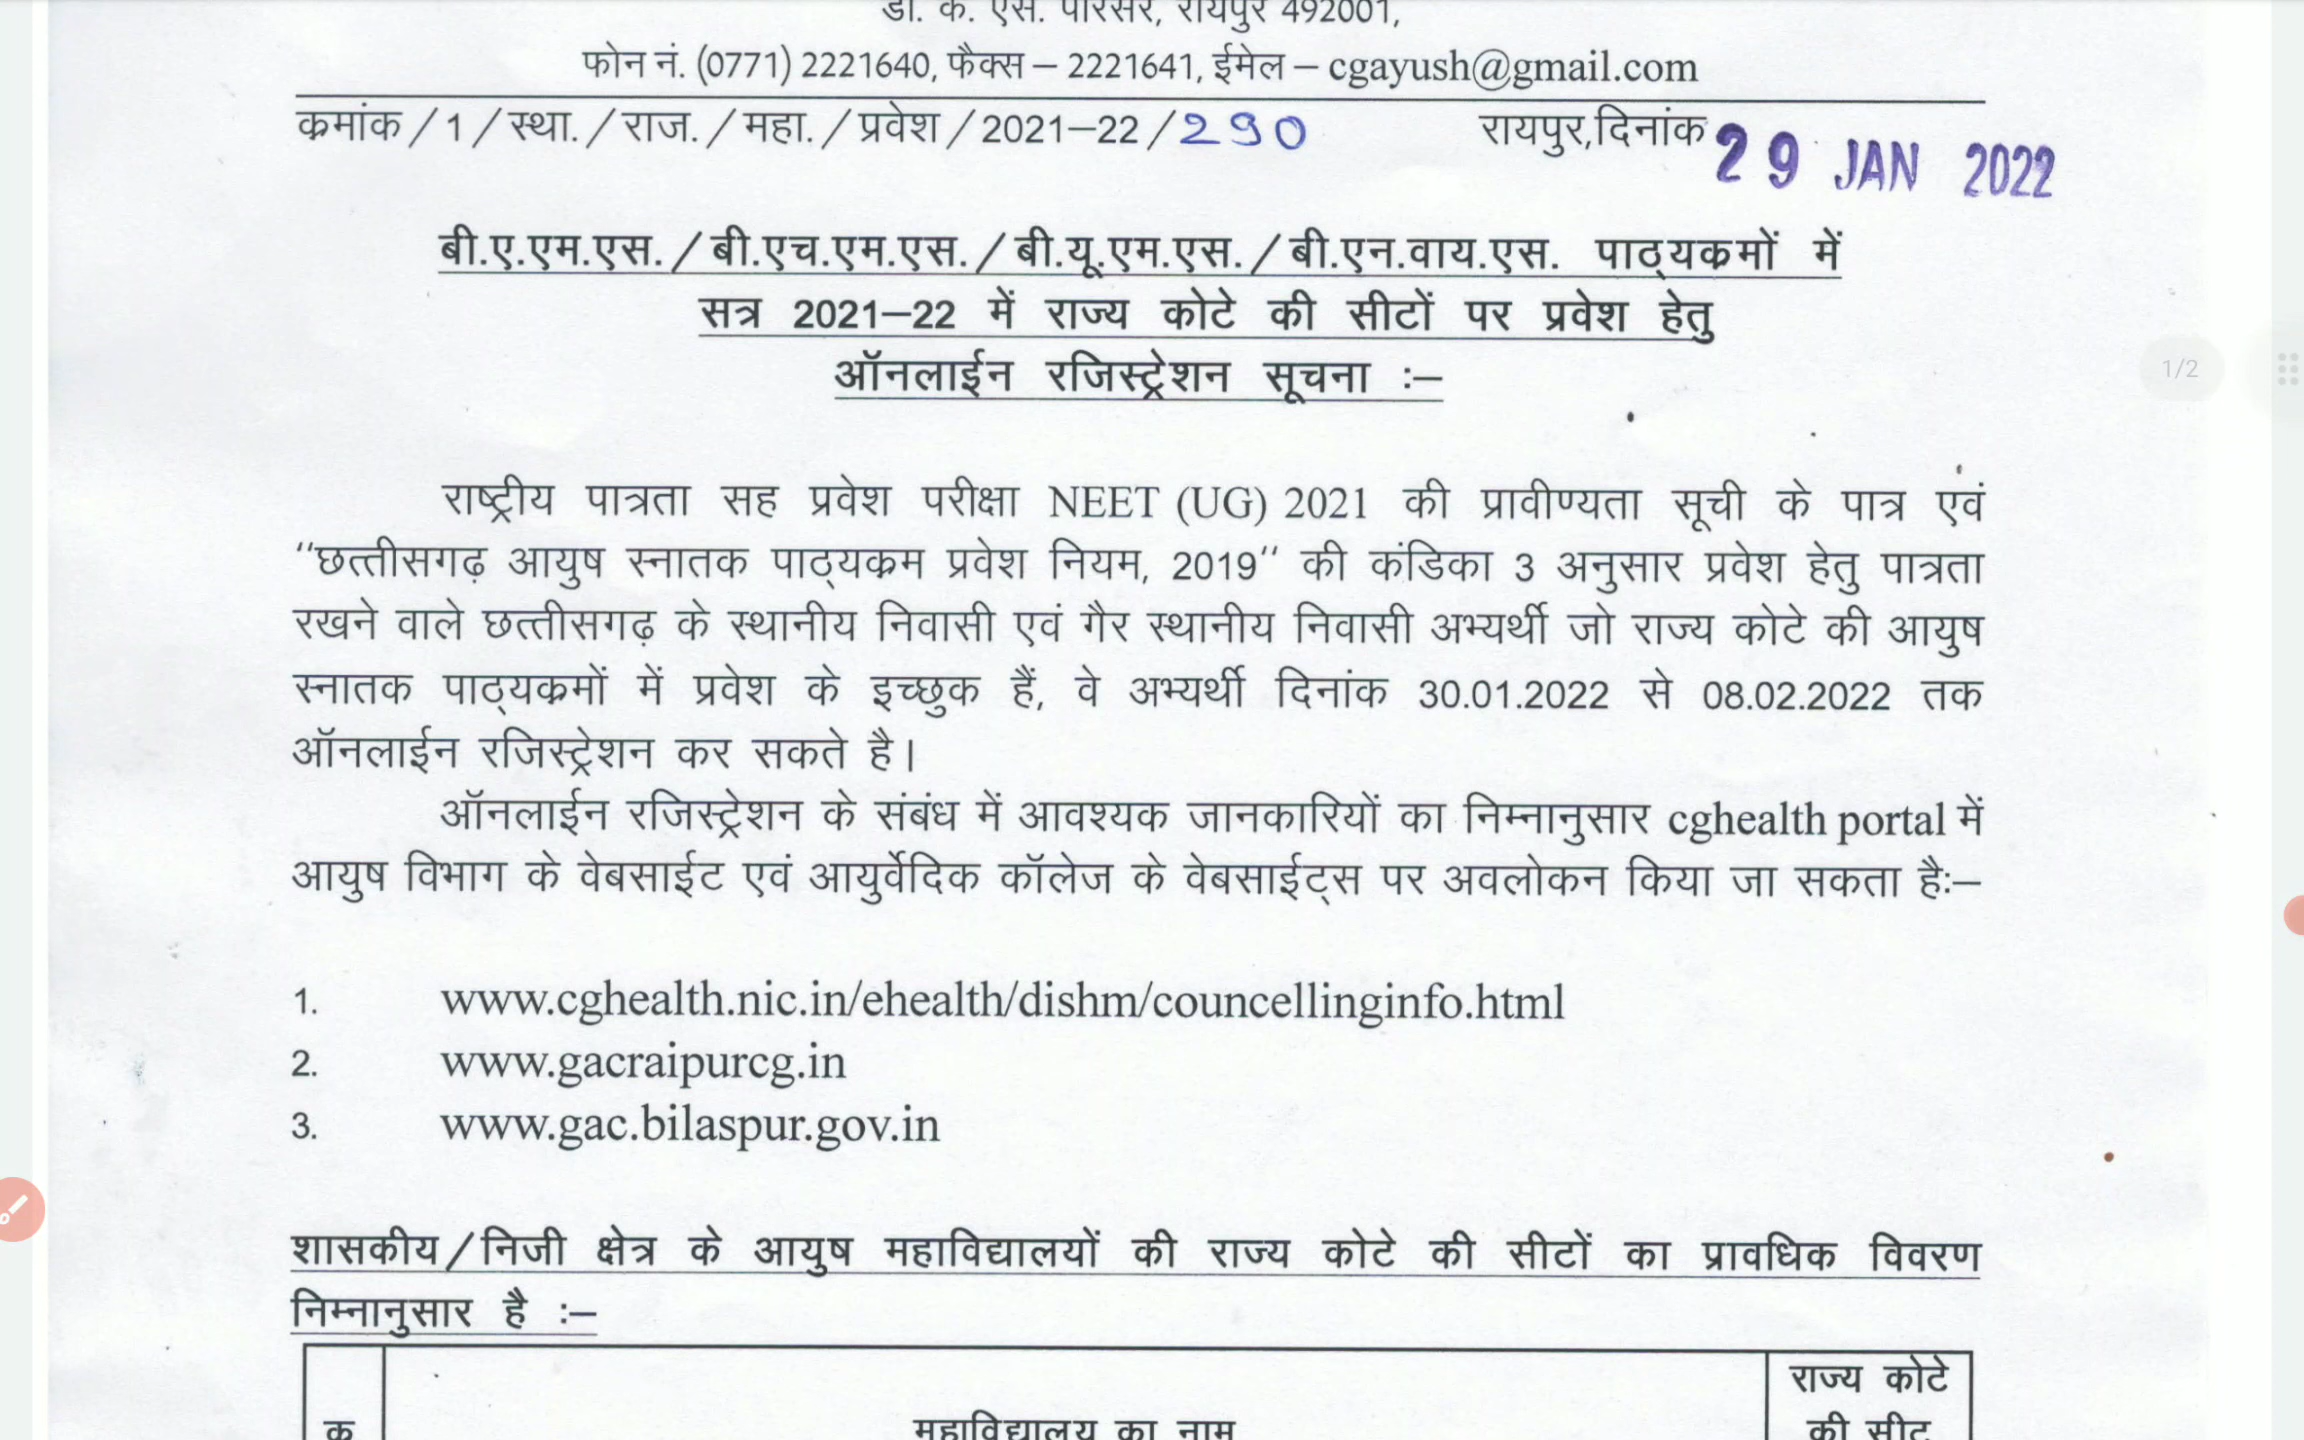 डी. के. एस. परिसर, रायपुर 492001,
फोन नं. (0771) 2221640, फैक्स – 2221641, ईमेल – cgayush@gmail.com
क्रमांक / 1 / स्था. / राज. / महा. / प्रवेश / 2021–22 / 290 रायपुर,दिनांक 29 JAN 2022
बी.ए.एम.एस. / बी.एच.एम.एस. / बी.यू.एम.एस. / बी.एन.वाय.एस. पाठ्यक्रमों में
सत्र 2021–22 में राज्य कोटे की सीटों पर प्रवेश हेतु
ऑनलाईन रजिस्ट्रेशन सूचना :–
1/2
राष्ट्रीय पात्रता सह प्रवेश परीक्षा NEET (UG) 2021 की प्रावीण्यता सूची के पात्र एवं
"छत्तीसगढ़ आयुष स्नातक पाठ्यक्रम प्रवेश नियम, 2019" की कंडिका 3 अनुसार प्रवेश हेतु पात्रता
रखने वाले छत्तीसगढ़ के स्थानीय निवासी एवं गैर स्थानीय निवासी अभ्यर्थी जो राज्य कोटे की आयुष
स्नातक पाठ्यक्रमों में प्रवेश के इच्छुक हैं, वे अभ्यर्थी दिनांक 30.01.2022 से 08.02.2022 तक
ऑनलाईन रजिस्ट्रेशन कर सकते है।
ऑनलाईन रजिस्ट्रेशन के संबंध में आवश्यक जानकारियों का निम्नानुसार cghealth portal में
आयुष विभाग के वेबसाईट एवं आयुर्वेदिक कॉलेज के वेबसाईट्स पर अवलोकन किया जा सकता है:–
1. www.cghealth.nic.in/ehealth/dishm/councellinginfo.html
2. www.gacraipurcg.in
3. www.gac.bilaspur.gov.in
शासकीय / निजी क्षेत्र के आयुष महाविद्यालयों की राज्य कोटे की सीटों का प्रावधिक विवरण
निम्नानुसार है :–
राज्य कोटे
क्र महाविद्यालय का नाम की सीट